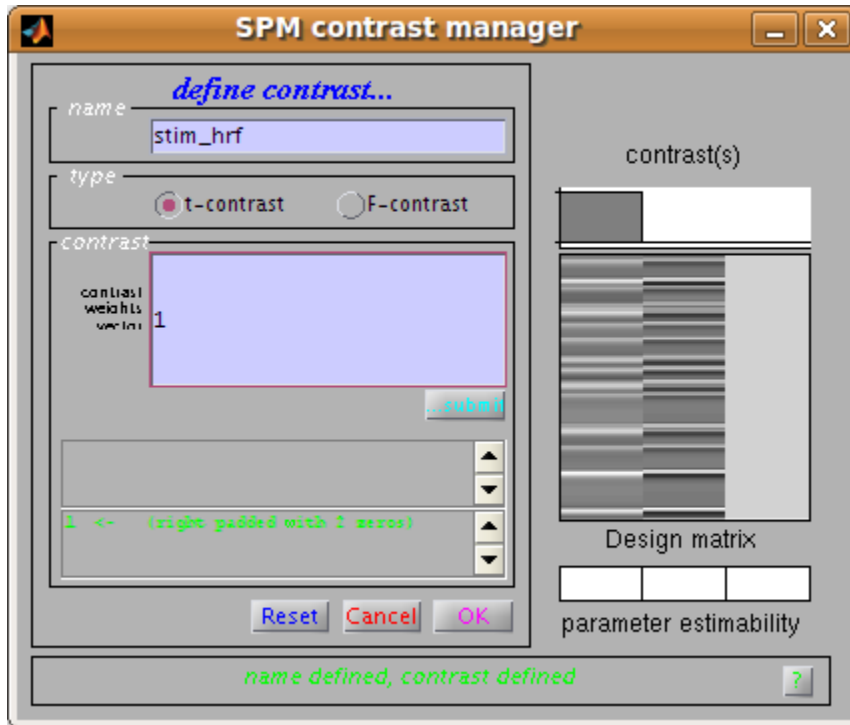 SPM contrast manager
define contrast...
name
stim_hrf
type
t-contrast
F-contrast
contrast
contrast
weights
vector
1
...submit
1 <- (right padded with 2 zeros)
Reset
Cancel
OK
contrast(s)
Design matrix
parameter estimability
name defined, contrast defined
?